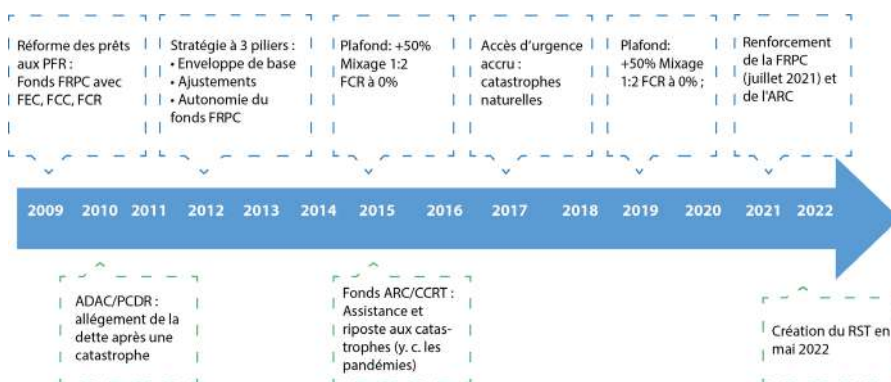 Réforme des prêts
aux PFR :
Fonds FRPC avec
FEC, FCC, FCR
Stratégie à 3 piliers :
• Enveloppe de base
• Ajustements
• Autonomie du
fonds FRPC
Plafond: +50%
Mixage 1:2
FCR à 0%
Accès d’urgence
accru :
catastrophes
naturelles
Plafond:
+50% Mixage
1:2 FCR à 0% ;
Renforcement
de la FRPC
(juillet 2021) et
de l'ARC
2009 2010 2011 2012 2013 2014 2015 2016 2017 2018 2019 2020 2021 2022
ADAC/PCDR :
allégement de la
dette après une
catastrophe
Fonds ARC/CCRT :
Assistance et
riposte aux catas-
trophes (y. c. les
pandémies)
Création du RST en
mai 2022